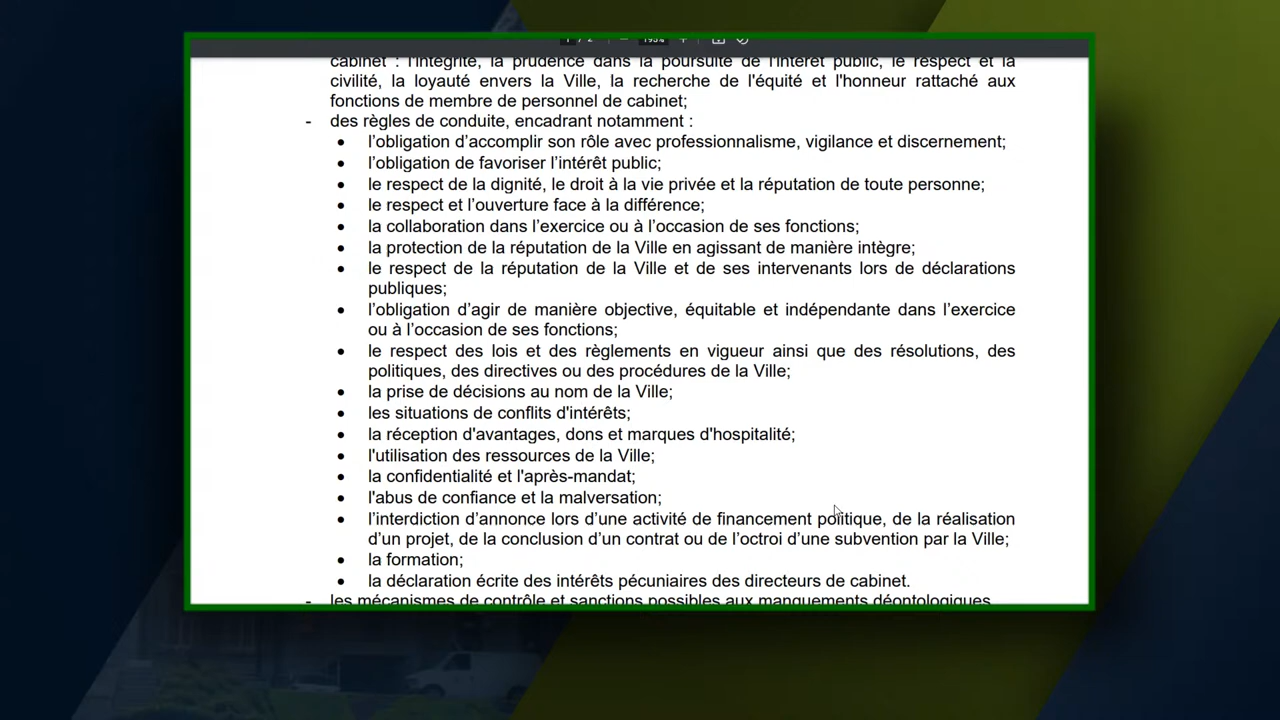 195%
cabinet : l'intégrité, la prudence dans la poursuite de l'intérêt public, le respect et la
civilité, la loyauté envers la Ville, la recherche de l'équité et l'honneur rattaché aux
fonctions de membre de personnel de cabinet;
- des règles de conduite, encadrant notamment :
• l’obligation d’accomplir son rôle avec professionnalisme, vigilance et discernement;
• l’obligation de favoriser l’intérêt public;
• le respect de la dignité, le droit à la vie privée et la réputation de toute personne;
• le respect et l’ouverture face à la différence;
• la collaboration dans l’exercice ou à l’occasion de ses fonctions;
• la protection de la réputation de la Ville en agissant de manière intègre;
• le respect de la réputation de la Ville et de ses intervenants lors de déclarations
publiques;
• l’obligation d’agir de manière objective, équitable et indépendante dans l’exercice
ou à l’occasion de ses fonctions;
• le respect des lois et des règlements en vigueur ainsi que des résolutions, des
politiques, des directives ou des procédures de la Ville;
• la prise de décisions au nom de la Ville;
• les situations de conflits d'intérêts;
• la réception d'avantages, dons et marques d'hospitalité;
• l'utilisation des ressources de la Ville;
• la confidentialité et l'après-mandat;
• l'abus de confiance et la malversation;
• l’interdiction d’annonce lors d’une activité de financement politique, de la réalisation
d’un projet, de la conclusion d’un contrat ou de l’octroi d’une subvention par la Ville;
• la formation;
• la déclaration écrite des intérêts pécuniaires des directeurs de cabinet.
- les mécanismes de contrôle et sanctions possibles aux manquements déontologiques